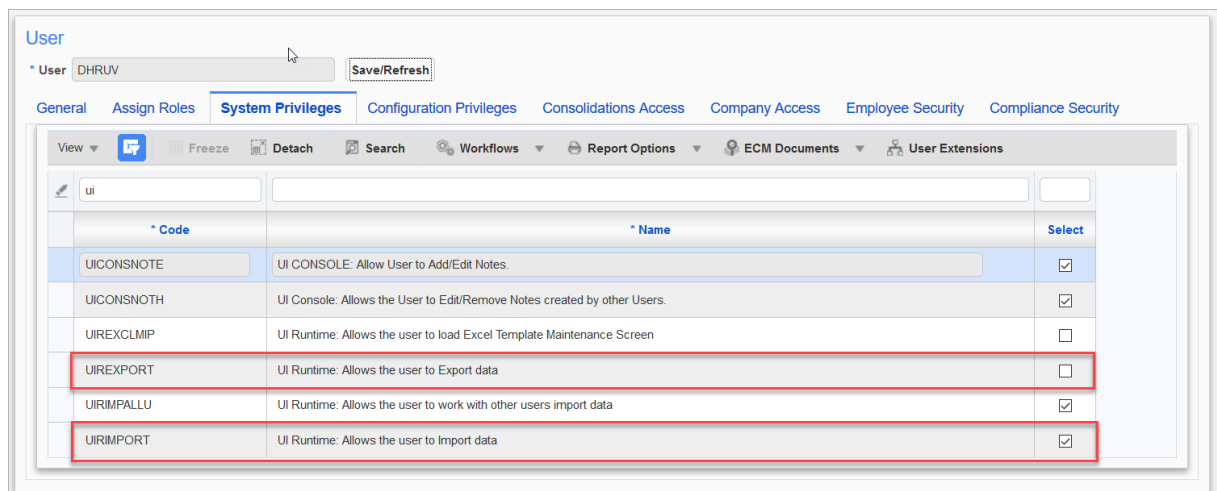 User
* User DHRUV Save/Refresh
General Assign Roles System Privileges Configuration Privileges Consolidations Access Company Access Employee Security Compliance Security
View Freeze Detach Search Workflows Report Options ECM Documents User Extensions
ui
* Code * Name Select
UICONSNOTE UI CONSOLE: Allow User to Add/Edit Notes.
UICONSNOTH UI Console: Allows the User to Edit/Remove Notes created by other Users.
UIREXCLMIP UI Runtime: Allows the user to load Excel Template Maintenance Screen
UIREXPORT UI Runtime: Allows the user to Export data
UIRIMPALLU UI Runtime: Allows the user to work with other users import data
UIRIMPORT UI Runtime: Allows the user to Import data